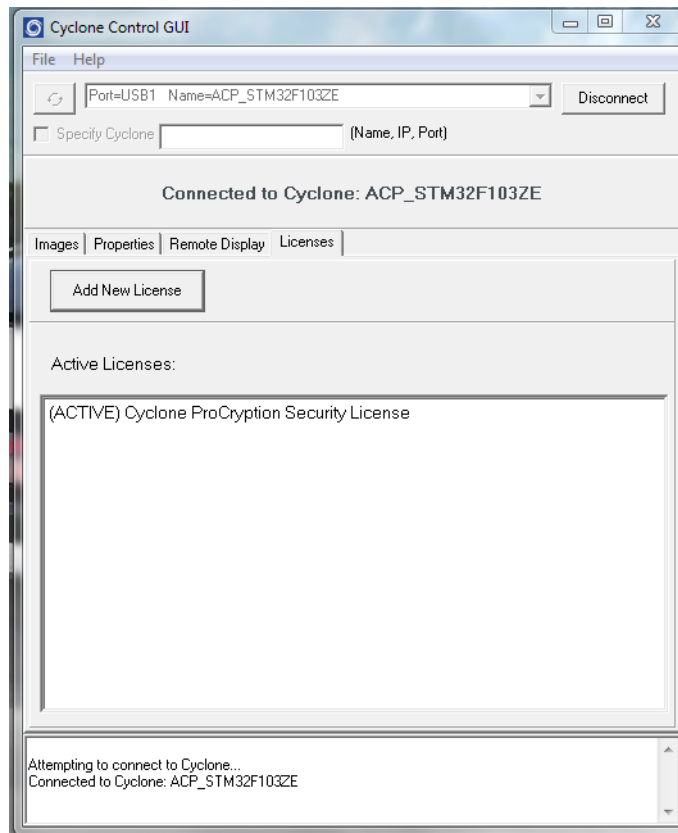 Cyclone Control GUI
File Help
Port=USB1 Name=ACP_STM32F103ZE
Disconnect
Specify Cyclone
(Name, IP, Port)
Connected to Cyclone: ACP_STM32F103ZE
Images Properties Remote Display Licenses
Add New License
Active Licenses:
(ACTIVE) Cyclone ProCryption Security License
Attempting to connect to Cyclone...
Connected to Cyclone: ACP_STM32F103ZE